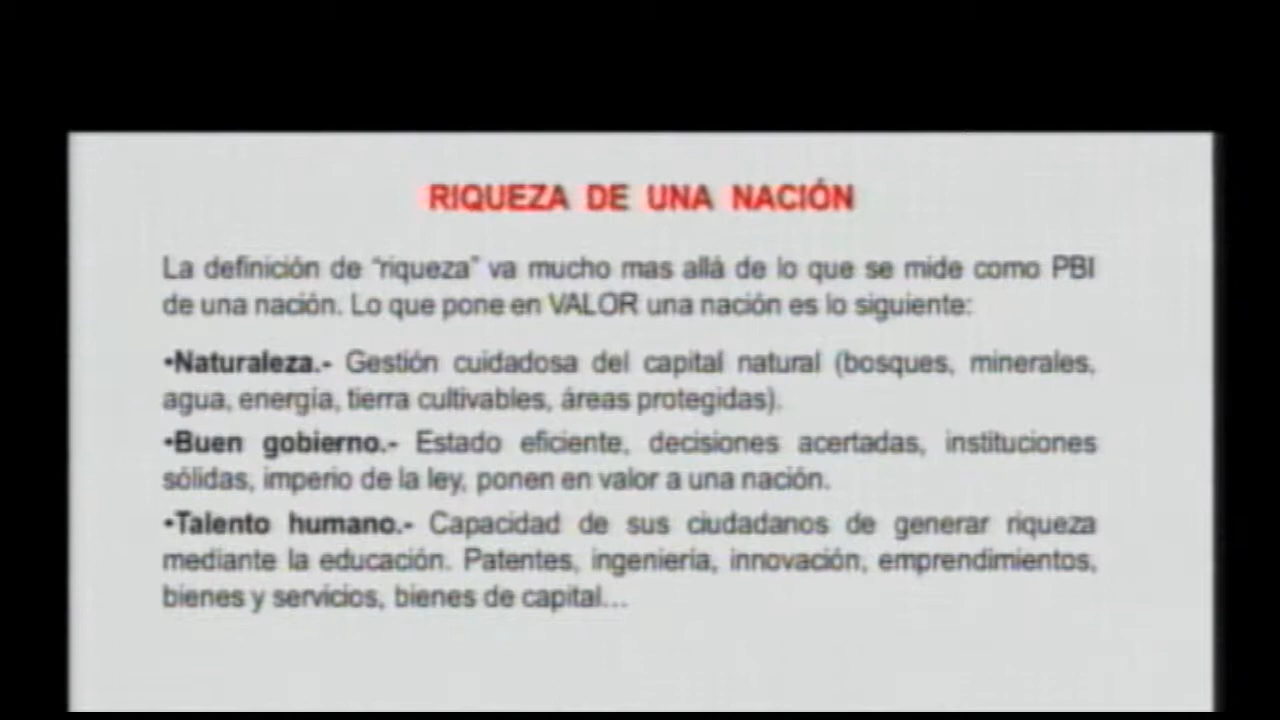 RIQUEZA DE UNA NACIÓN
La definición de "riqueza" va mucho mas allá de lo que se mide como PBI
de una nación. Lo que pone en VALOR una nación es lo siguiente:
•Naturaleza.- Gestión cuidadosa del capital natural (bosques, minerales,
agua, energía, tierra cultivables, áreas protegidas).
•Buen gobierno.- Estado eficiente, decisiones acertadas, instituciones
sólidas, imperio de la ley, ponen en valor a una nación.
•Talento humano.- Capacidad de sus ciudadanos de generar riqueza
mediante la educación. Patentes, ingeniería, innovación, emprendimientos,
bienes y servicios, bienes de capital...